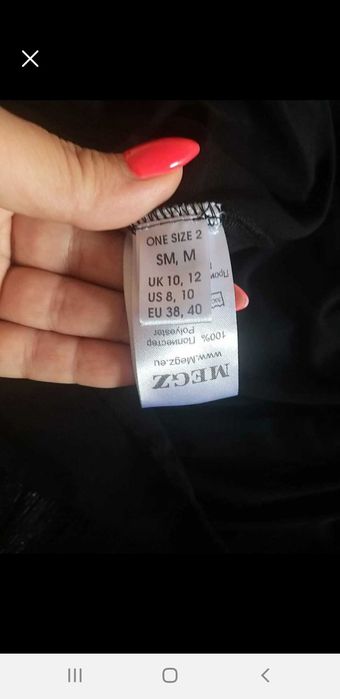 ONE SIZE 2
SM, M
UK 10, 12
US 8, 10
EU 38, 40
MEGZ
www.Megz.eu
100% Полиестер
Polyester